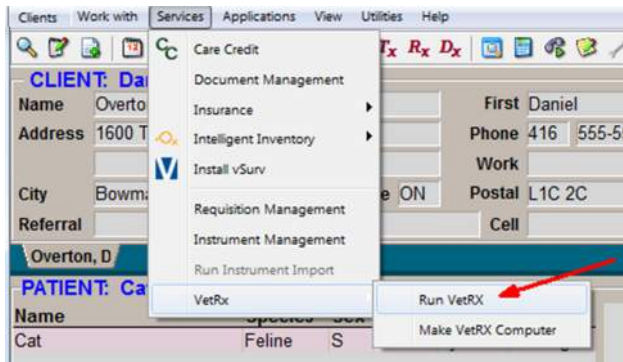 Clients Work with Services Applications View Utilities Help
Tx Rx Dx
CC Care Credit
Document Management
Insurance
Intelligent Inventory
Install vSurv
Requisition Management
Instrument Management
Run Instrument Import
VetRx
Run VetRX
Make VetRX Computer
CLIENT: Da
Name Overto First Daniel
Address 1600 T Phone 416 555-5
Work
City Bowma e ON Postal L1C 2C
Referral Cell
Overton, D
PATIENT: Ca
Name Species Sex
Cat Feline S